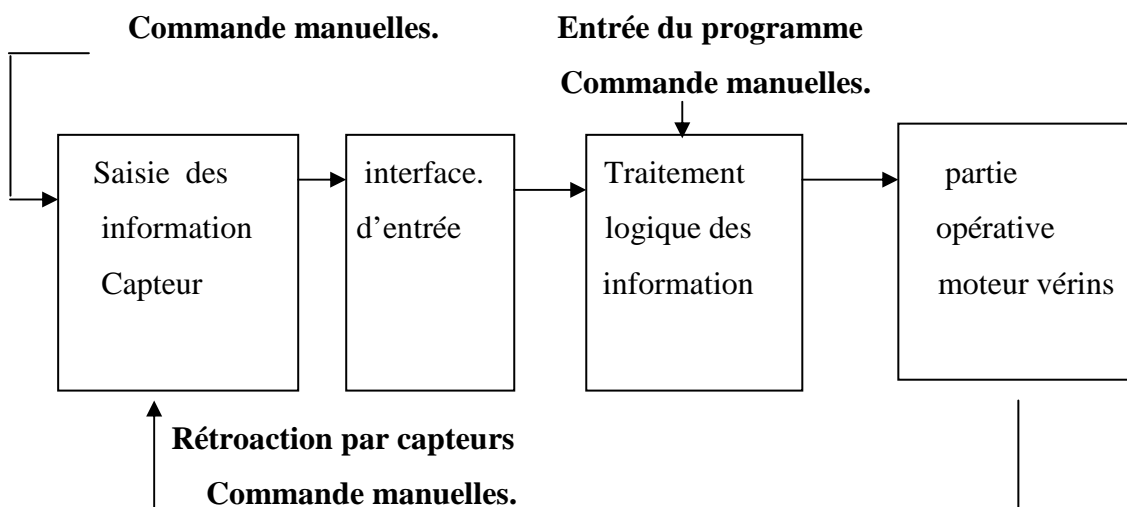 Commande manuelles.
Entrée du programme
Commande manuelles.
Saisie des
information
Capteur
interface.
d’entrée
Traitement
logique des
information
partie
opérative
moteur vérins
Rétroaction par capteurs
Commande manuelles.